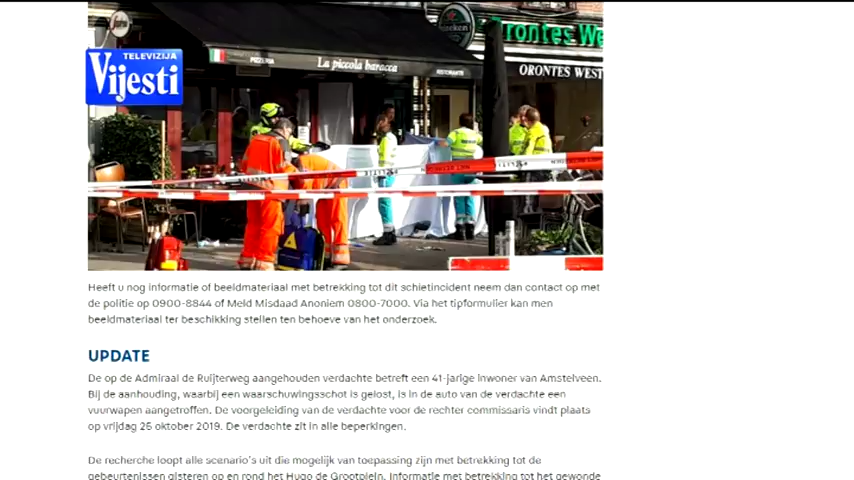 Heineken
Orontes We
TELEVIZIJA
Vijesti
PIZZERIA
La piccola baracca
RISTORANTE
ORONTES WEST
Heeft u nog informatie of beeldmateriaal met betrekking tot dit schietincident neem dan contact op met
de politie op 0900-8844 of Meld Misdaad Anoniem 0800-7000. Via het tipformulier kan men
beeldmateriaal ter beschikking stellen ten behoeve van het onderzoek.
UPDATE
De op de Admiraal de Ruijterweg aangehouden verdachte betreft een 41-jarige inwoner van Amstelveen.
Bij de aanhouding, waarbij een waarschuwingsschot is gelost, is in de auto van de verdachte een
vuurwapen aangetroffen. De voorgeleiding van de verdachte voor de rechter commissaris vindt plaats
op vrijdag 25 oktober 2019. De verdachte zit in alle beperkingen.
De recherche loopt alle scenario's uit die mogelijk van toepassing zijn met betrekking tot de
gebeurtenissen gisteren op en rond het Hugo de Grootplein. Informatie met betrekking tot het gewonde